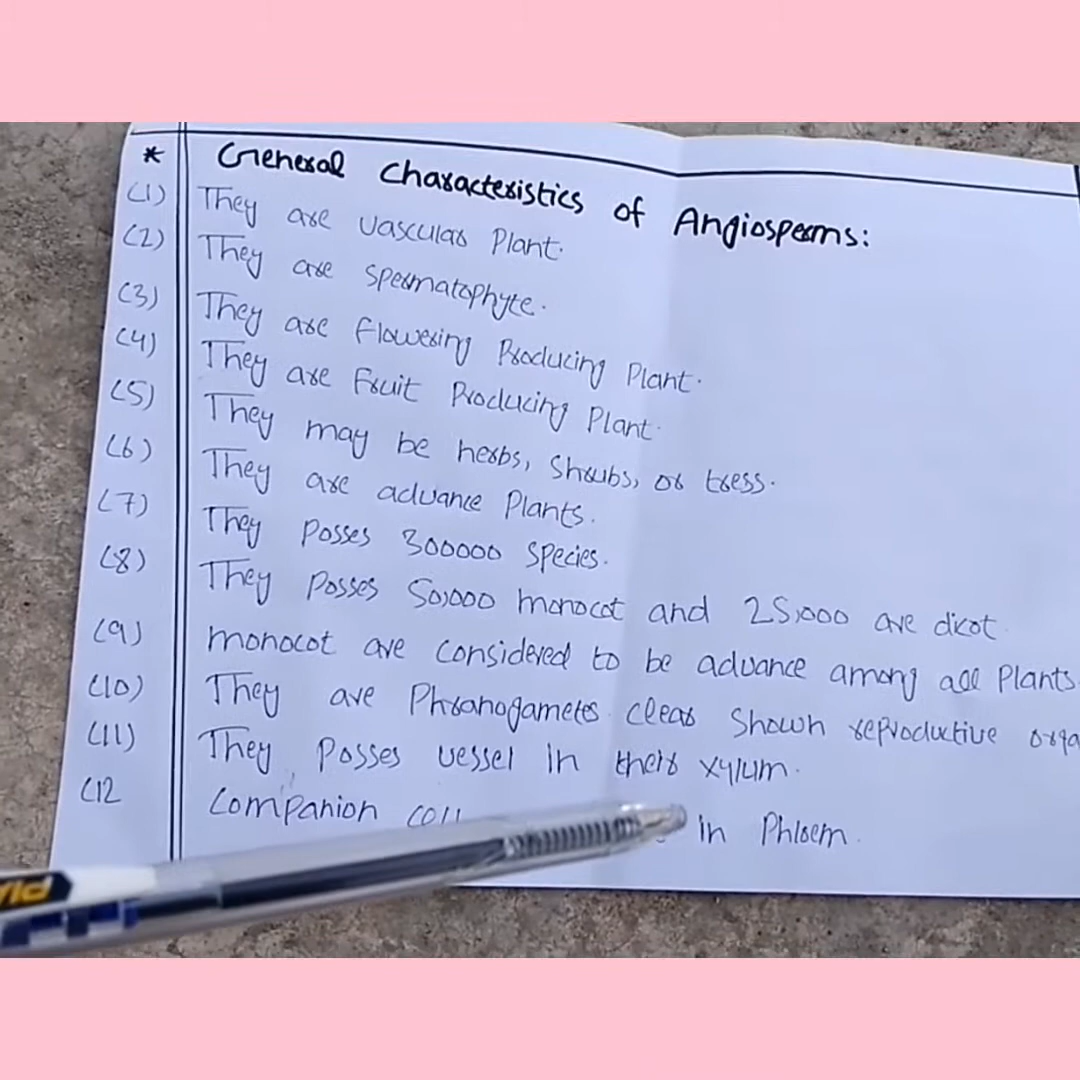 * General Characteristics of Angiosperms:
(1) They are vascular Plant.
(2) They are spermatophyte.
(3) They are flowering Producing Plant.
(4) They are Fruit Producing Plant.
(5) They may be herbs, Shrubs, or tress.
(6) They are advance Plants.
(7) They Posses 300000 species.
(8) They Posses 50,000 monocot and 25,000 are dicot.
(9) monocot are considered to be advance among all Plants.
(10) They are Phranogametes clear shown reproductive orga
(11) They Posses vessel in their xylum.
(12 Companion in Phloem.